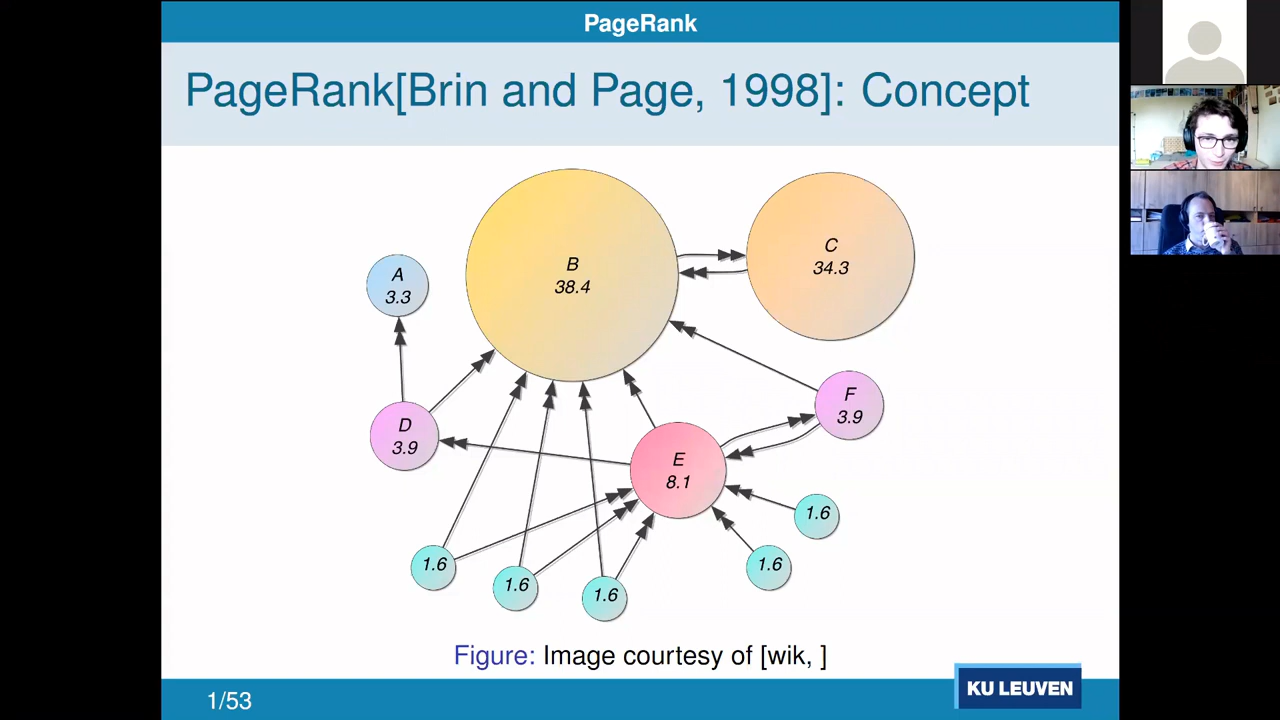 PageRank
PageRank[Brin and Page, 1998]: Concept
A
3.3
B
38.4
C
34.3
D
3.9
E
8.1
F
3.9
1.6
1.6
1.6
1.6
1.6
Figure: Image courtesy of [wik, ]
1/53
KU LEUVEN